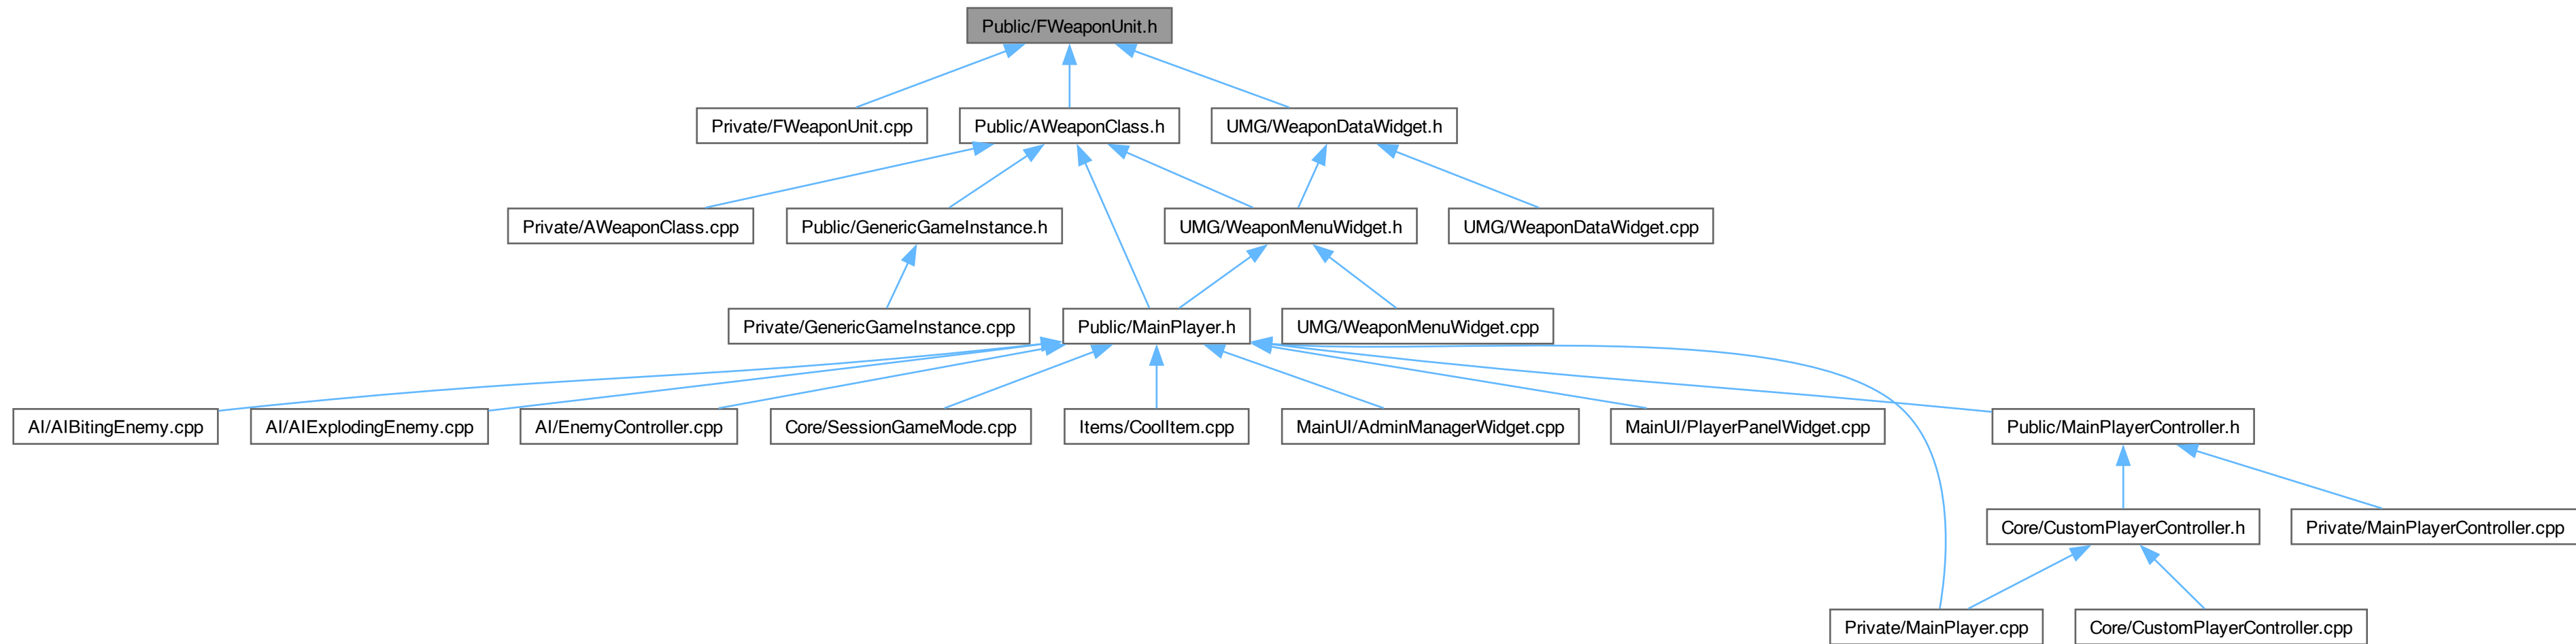 Public/FWeaponUnit.h
Private/FWeaponUnit.cpp
Public/AWeaponClass.h
UMG/WeaponDataWidget.h
Private/AWeaponClass.cpp
Public/GenericGameInstance.h
UMG/WeaponMenuWidget.h
UMG/WeaponDataWidget.cpp
Private/GenericGameInstance.cpp
Public/MainPlayer.h
UMG/WeaponMenuWidget.cpp
AI/AIBitingEnemy.cpp
AI/AIExplodingEnemy.cpp
AI/EnemyController.cpp
Core/SessionGameMode.cpp
Items/CoolItem.cpp
MainUI/AdminManagerWidget.cpp
MainUI/PlayerPanelWidget.cpp
Public/MainPlayerController.h
Core/CustomPlayerController.h
Private/MainPlayerController.cpp
Private/MainPlayer.cpp
Core/CustomPlayerController.cpp